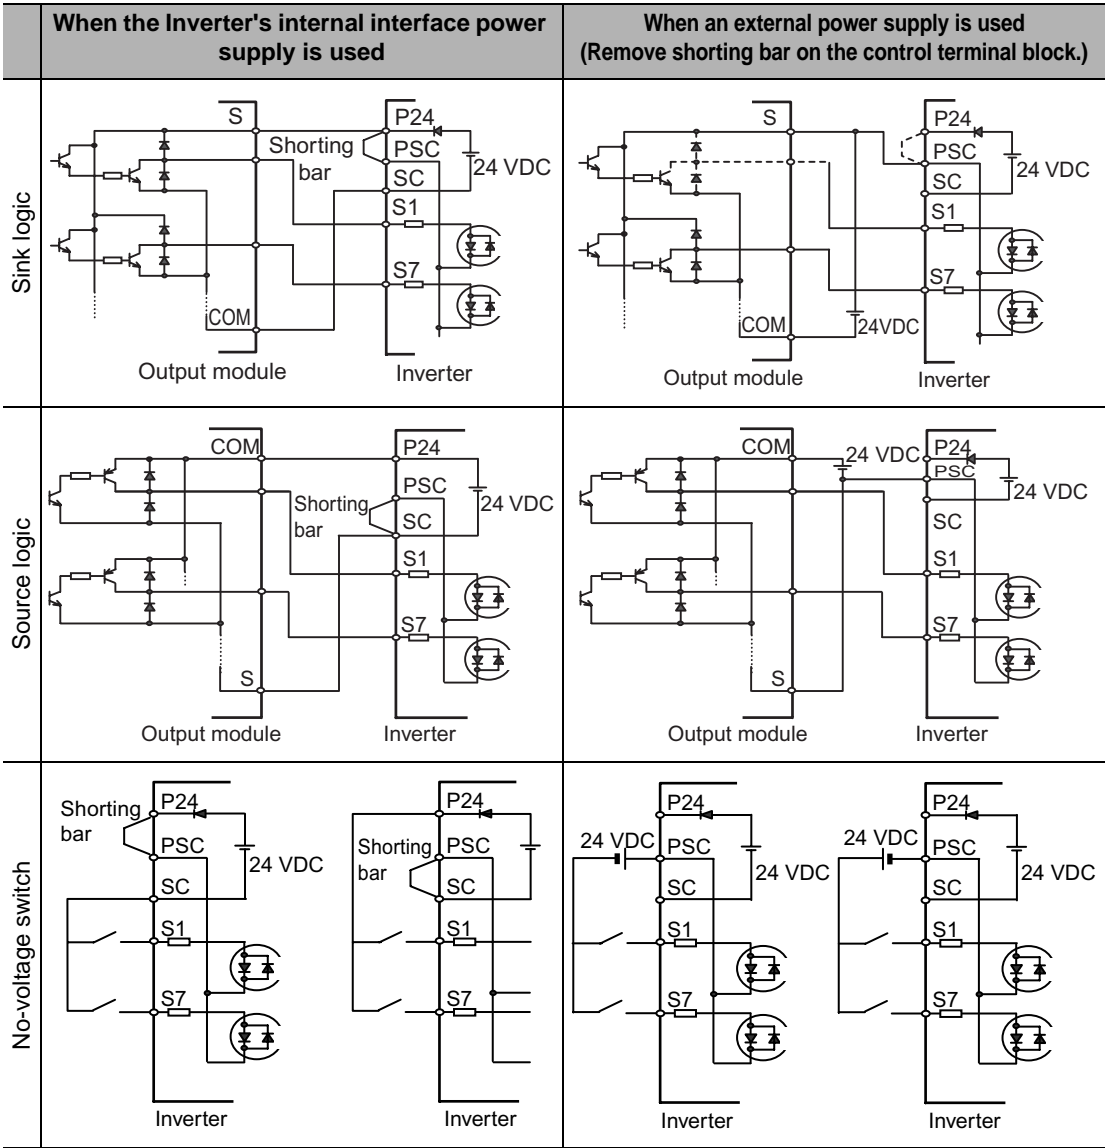 When the Inverter's internal interface power
supply is used
When an external power supply is used
(Remove shorting bar on the control terminal block.)
Sink logic
S
P24
Shorting
bar
PSC
24 VDC
SC
S1
S7
COM
Output module
Inverter
S
P24
PSC
24 VDC
SC
S1
S7
COM
24VDC
Output module
Inverter
Source logic
COM
P24
PSC
Shorting
bar
24 VDC
SC
S1
S7
S
Output module
Inverter
COM
24 VDC
P24
PSC
24 VDC
SC
S1
S7
S
Output module
Inverter
No-voltage switch
Shorting
bar
P24
PSC
24 VDC
SC
S1
S7
Inverter
P24
Shorting
bar
PSC
SC
S1
S7
Inverter
P24
24 VDC
PSC
24 VDC
SC
S1
S7
Inverter
P24
24 VDC
PSC
24 VDC
SC
S1
S7
Inverter